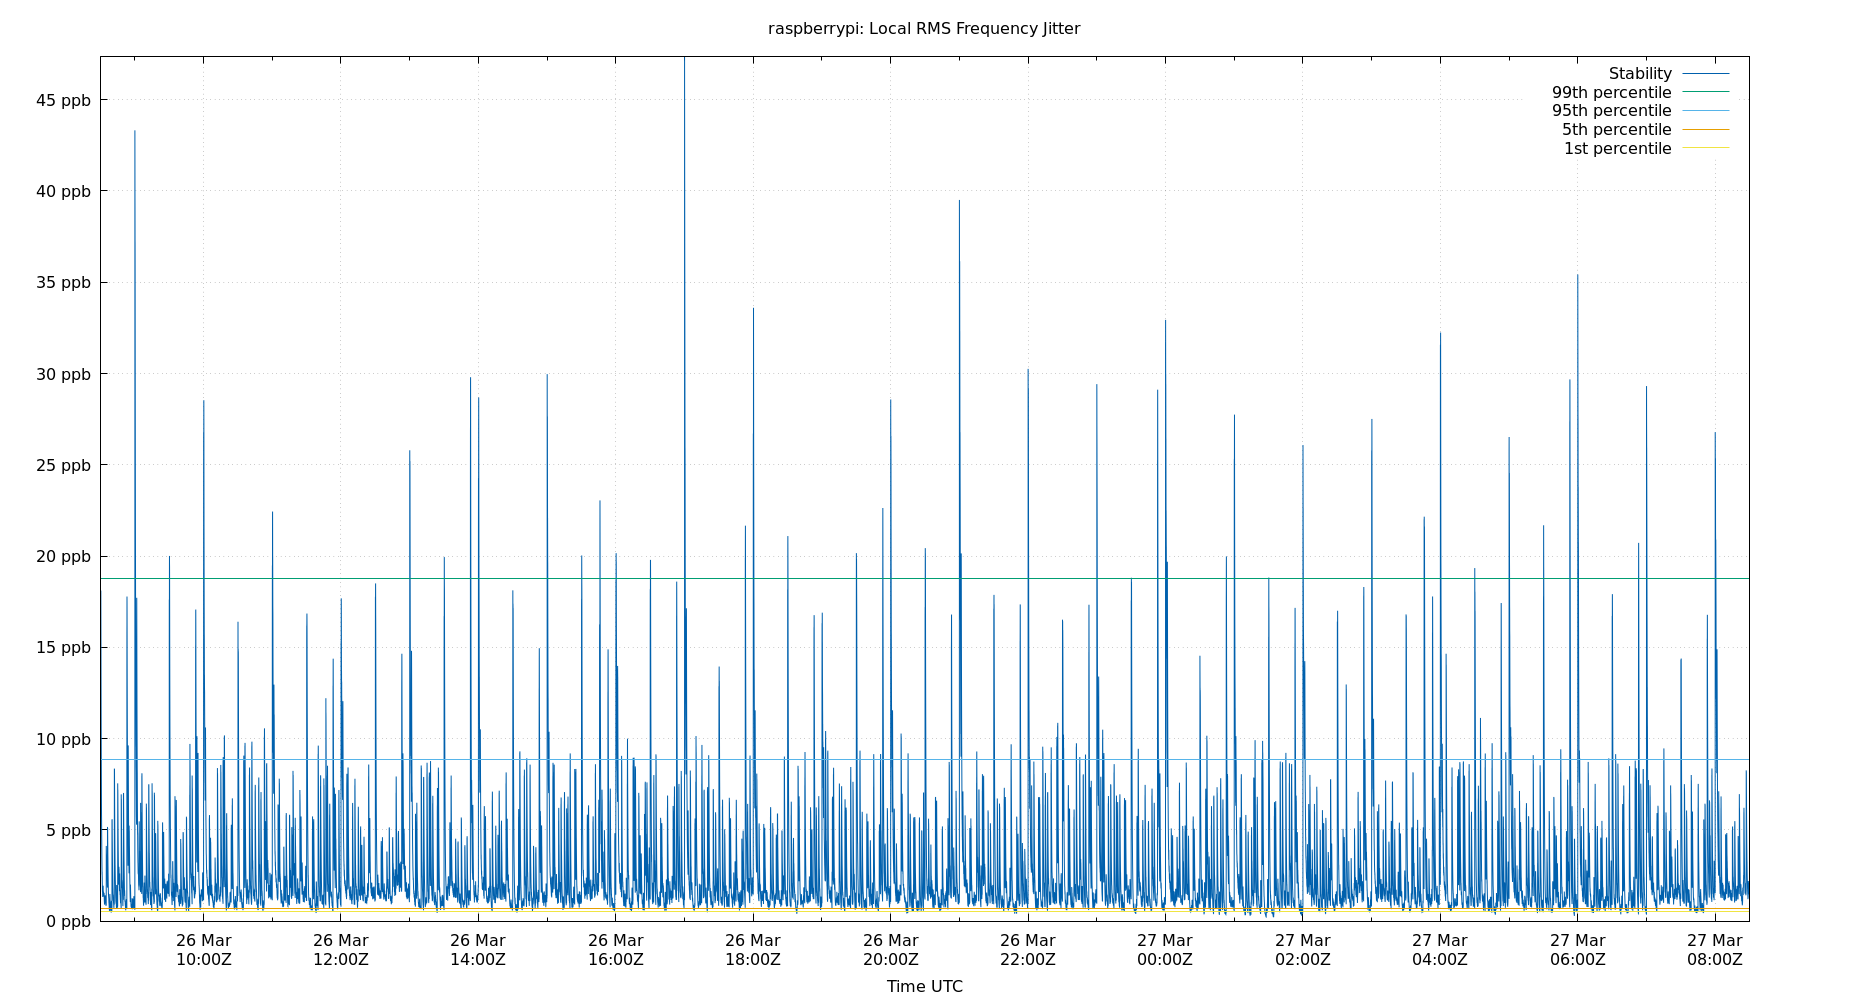 raspberrypi: Local RMS Frequency Jitter
Stability
99th percentile
95th percentile
5th percentile
1st percentile
45 ppb
40 ppb
35 ppb
30 ppb
25 ppb
20 ppb
15 ppb
10 ppb
5 ppb
0 ppb
26 Mar 26 Mar 26 Mar 26 Mar 26 Mar 26 Mar 26 Mar 27 Mar 27 Mar 27 Mar 27 Mar 27 Mar
10:00Z 12:00Z 14:00Z 16:00Z 18:00Z 20:00Z 22:00Z 00:00Z 02:00Z 04:00Z 06:00Z 08:00Z
Time UTC